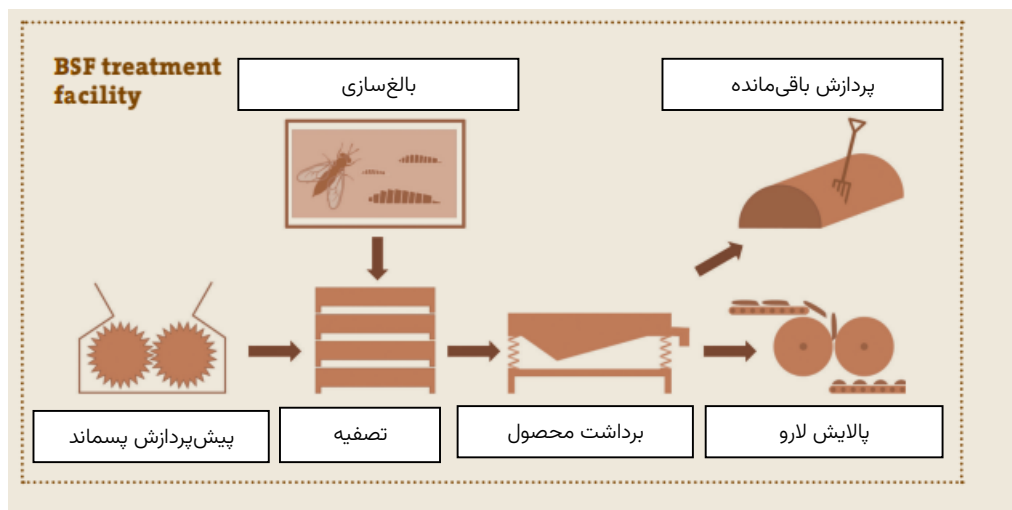 BSF treatment
facility
بالغ‌سازی
پردازش باقی‌مانده
پیش‌پردازش پسماند
تصفیه
برداشت محصول
پالایش لارو